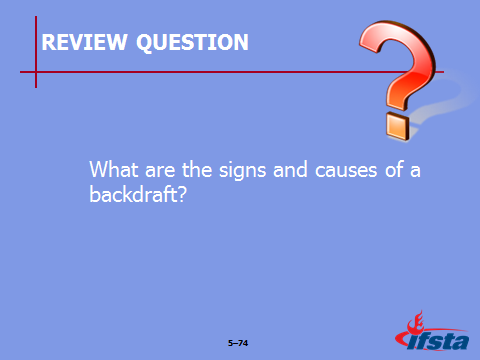 REVIEW QUESTION
What are the signs and causes of a
backdraft?
5–74
ifsta